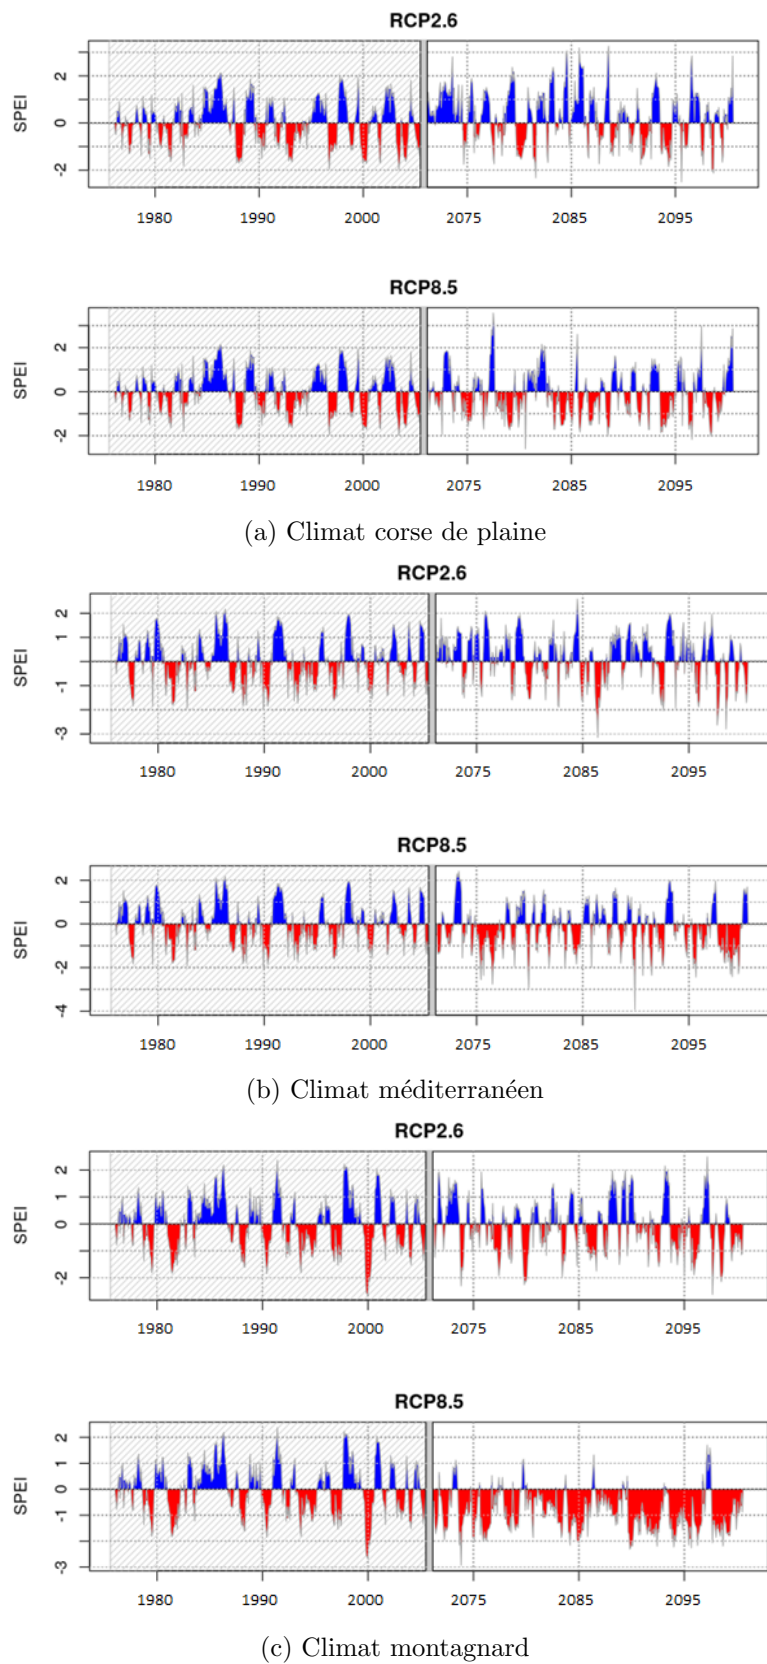 RCP2.6
SPEI
2
0
-2
1980 1990 2000 2075 2085 2095
RCP8.5
SPEI
2
0
-2
1980 1990 2000 2075 2085 2095
(a) Climat corse de plaine
RCP2.6
SPEI
2
1
-1
-3
1980 1990 2000 2075 2085 2095
RCP8.5
SPEI
2
0
-2
-4
1980 1990 2000 2075 2085 2095
(b) Climat méditerranéen
RCP2.6
SPEI
2
1
0
-2
1980 1990 2000 2075 2085 2095
RCP8.5
SPEI
2
1
0
-1
-3
1980 1990 2000 2075 2085 2095
(c) Climat montagnard